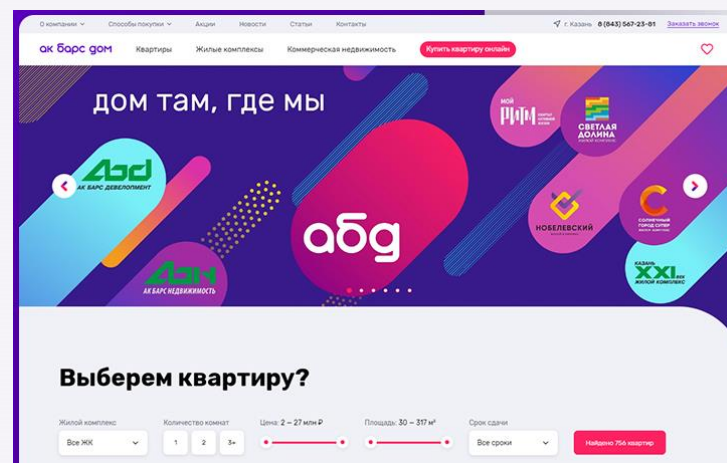 О компании Способы покупки Акции Новости Статьи Контакты г. Казань 8 (843) 567-23-81 Заказать звонок
ак барс дом Квартиры Жилые комплексы Коммерческая недвижимость Купить квартиру онлайн
дом там, где мы
МОЙ
РИТМ
СВЕТЛАЯ
ДОЛИНА
АК БАРС ДЕВЕЛОПМЕНТ
абд
НОБЕЛЕВСКИЙ
СОЛНЕЧНЫЙ
ГОРОД СУПЕР
АК БАРС НЕДВИЖИМОСТЬ
КАЗАНЬ
XXI ВЕК
ЖИЛОЙ КОМПЛЕКС
Выберем квартиру?
Жилой комплекс Количество комнат Цена: 2 – 27 млн ₽ Площадь: 30 – 317 м² Срок сдачи
Все ЖК 1 2 3+ Все сроки Найдено 756 квартир